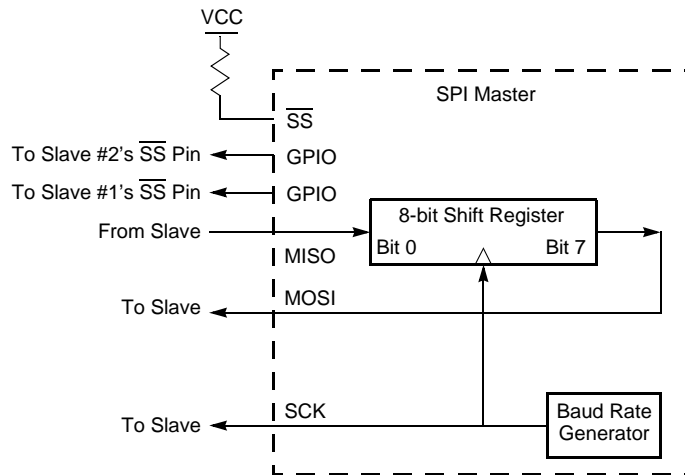 VCC
SPI Master
SS
To Slave #2's SS Pin
GPIO
To Slave #1's SS Pin
GPIO
8-bit Shift Register
From Slave
Bit 0
Bit 7
MISO
MOSI
To Slave
SCK
Baud Rate
Generator
To Slave